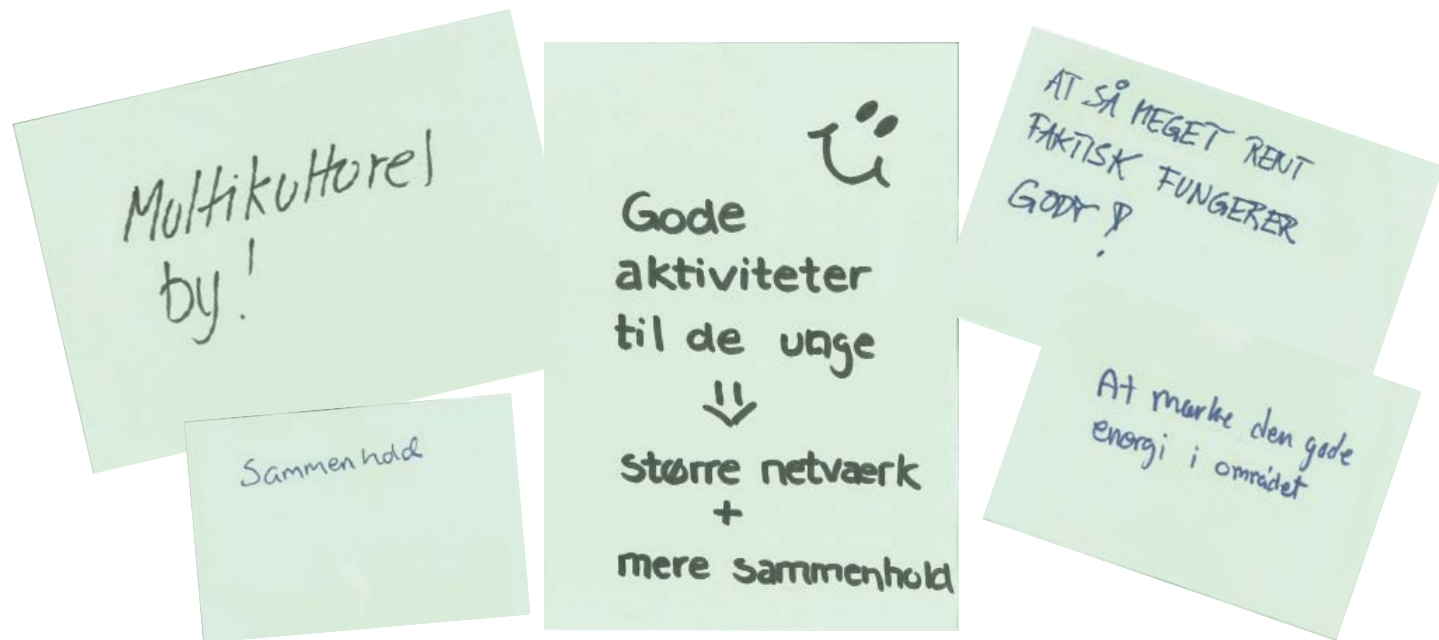 Multikulturel
by!
Sammenhold
Gode
aktiviteter
til de unge
⇓
større netværk
+
mere sammenhold
AT SÅ MEGET RENT
FAKTISK FUNGERER
GODT!
At mærke den gode
energi i området